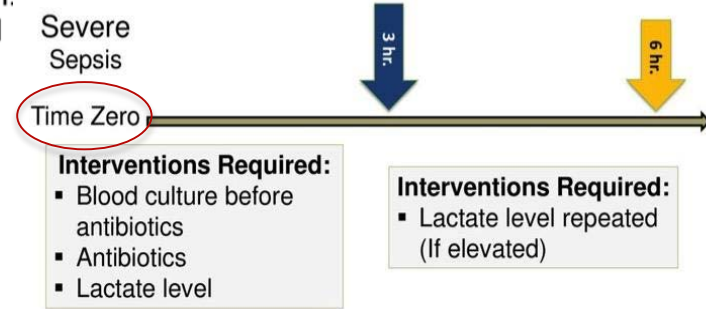 Severe
Sepsis
3 hr.
6 hr.
Time Zero
Interventions Required:
▪ Blood culture before
antibiotics
▪ Antibiotics
▪ Lactate level
Interventions Required:
▪ Lactate level repeated
(If elevated)